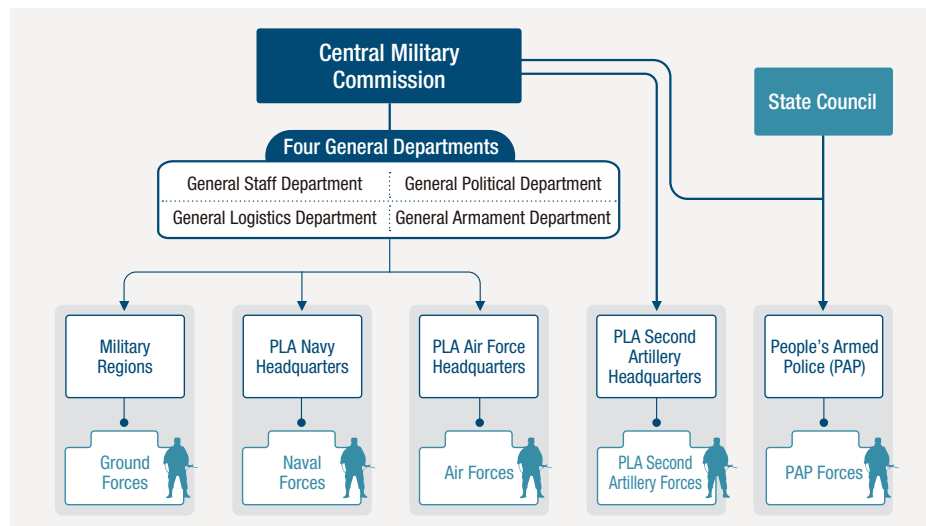 Central Military
Commission
State Council
Four General Departments
General Staff Department
General Political Department
General Logistics Department
General Armament Department
Military
Regions
PLA Navy
Headquarters
PLA Air Force
Headquarters
PLA Second
Artillery
Headquarters
People's Armed
Police (PAP)
Ground
Forces
Naval
Forces
Air Forces
PLA Second
Artillery Forces
PAP Forces